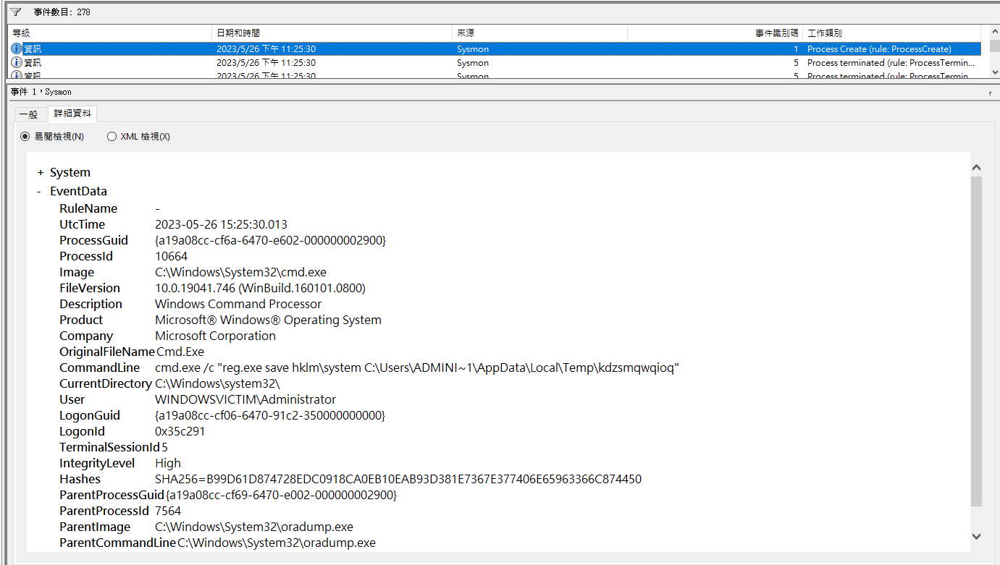 事件數目: 278
等級 日期和時間 來源 事件識別碼 工作類別
資訊 2023/5/26 下午 11:25:30 Sysmon 1 Process Create (rule: ProcessCreate)
資訊 2023/5/26 下午 11:25:30 Sysmon 5 Process terminated (rule: ProcessTermin...
資訊 2023/5/26 下午 11:25:30 Sysmon 5 Process terminated (rule: ProcessTermin...
事件 1，Sysmon
一般 詳細資料
易閱檢視(N) XML 檢視(X)
+ System
- EventData
RuleName -
UtcTime 2023-05-26 15:25:30.013
ProcessGuid {a19a08cc-cf6a-6470-e602-000000002900}
ProcessId 10664
Image C:\Windows\System32\cmd.exe
FileVersion 10.0.19041.746 (WinBuild.160101.0800)
Description Windows Command Processor
Product Microsoft® Windows® Operating System
Company Microsoft Corporation
OriginalFileName Cmd.Exe
CommandLine cmd.exe /c "reg.exe save hklm\system C:\Users\ADMINI~1\AppData\Local\Temp\kdzsmqwqioq"
CurrentDirectory C:\Windows\system32\
User WINDOWSVICTIM\Administrator
LogonGuid {a19a08cc-cf06-6470-91c2-350000000000}
LogonId 0x35c291
TerminalSessionId 5
IntegrityLevel High
Hashes SHA256=B99D61D874728EDC0918CA0EB10EAB93D381E7367E377406E65963366C874450
ParentProcessGuid {a19a08cc-cf69-6470-e002-000000002900}
ParentProcessId 7564
ParentImage C:\Windows\System32\oradump.exe
ParentCommandLine C:\Windows\System32\oradump.exe